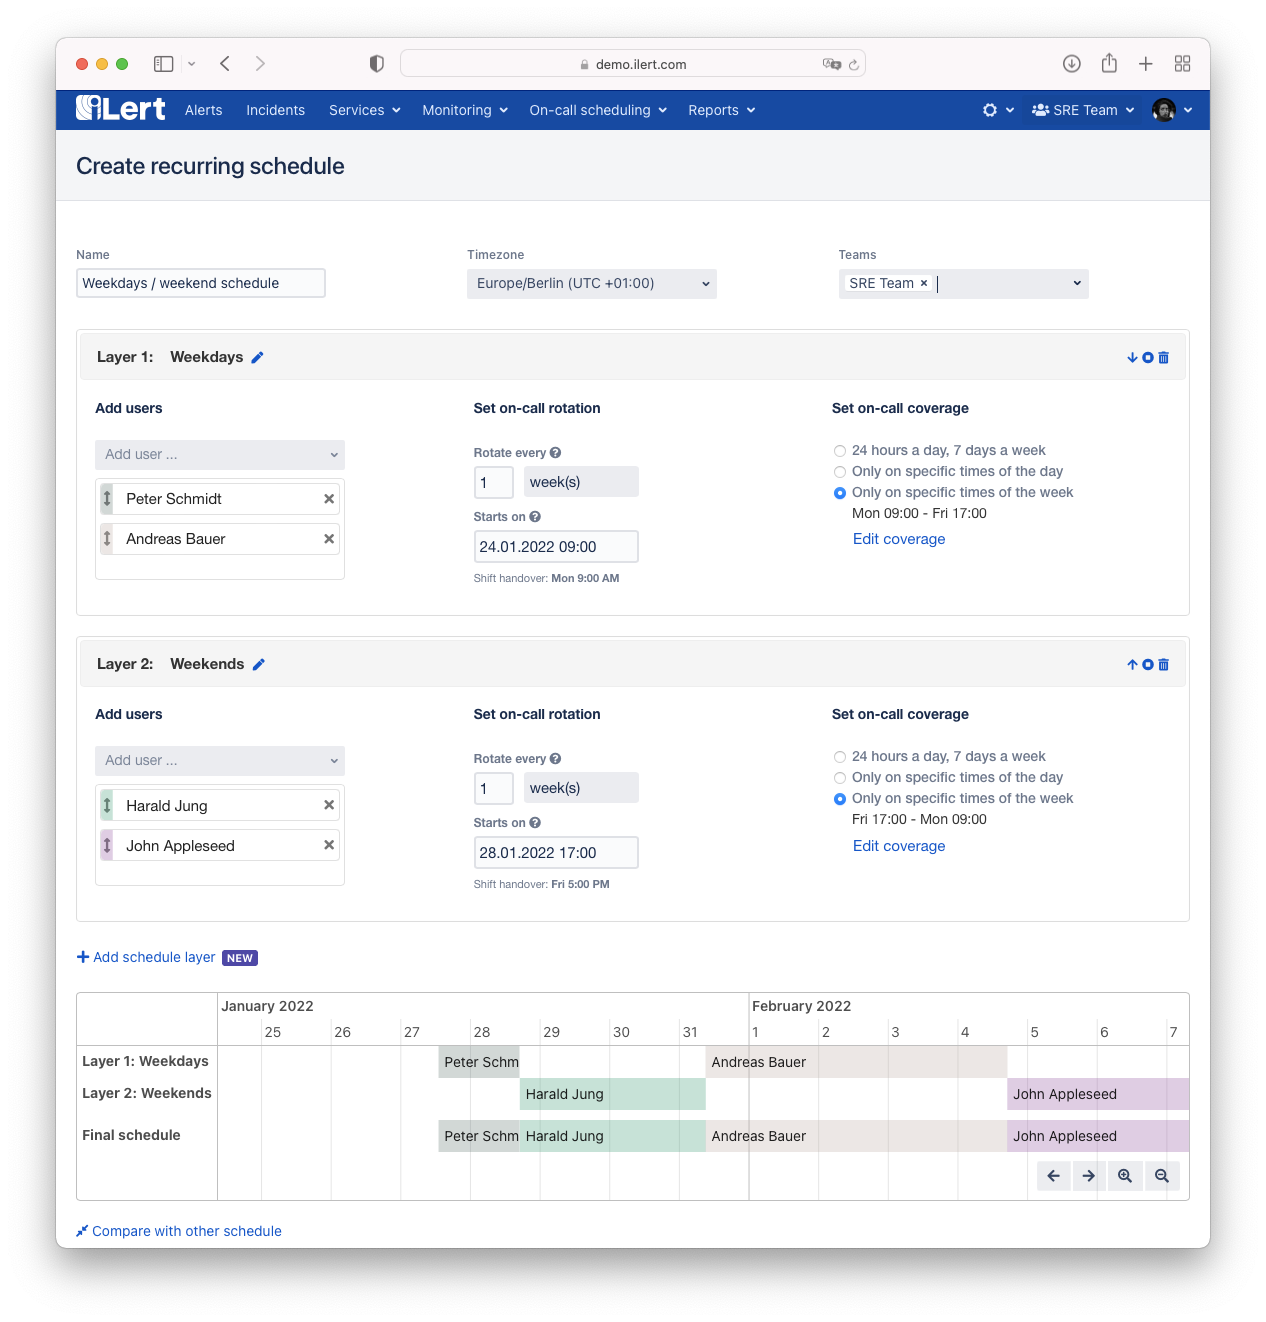 demo.ilert.com
iLert Alerts Incidents Services Monitoring On-call scheduling Reports SRE Team
Create recurring schedule
Name Timezone Teams
Weekdays / weekend schedule Europe/Berlin (UTC +01:00) SRE Team ×
Layer 1: Weekdays
Add users Set on-call rotation Set on-call coverage
Add user ...
Peter Schmidt
Andreas Bauer
Rotate every
1 week(s)
Starts on
24.01.2022 09:00
Shift handover: Mon 9:00 AM
24 hours a day, 7 days a week
Only on specific times of the day
Only on specific times of the week
Mon 09:00 - Fri 17:00
Edit coverage
Layer 2: Weekends
Add users Set on-call rotation Set on-call coverage
Add user ...
Harald Jung
John Appleseed
Rotate every
1 week(s)
Starts on
28.01.2022 17:00
Shift handover: Fri 5:00 PM
24 hours a day, 7 days a week
Only on specific times of the day
Only on specific times of the week
Fri 17:00 - Mon 09:00
Edit coverage
Add schedule layer NEW
January 2022 February 2022
25 26 27 28 29 30 31 1 2 3 4 5 6 7
Layer 1: Weekdays Peter Schm Andreas Bauer
Layer 2: Weekends Harald Jung John Appleseed
Final schedule Peter Schm Harald Jung Andreas Bauer John Appleseed
Compare with other schedule